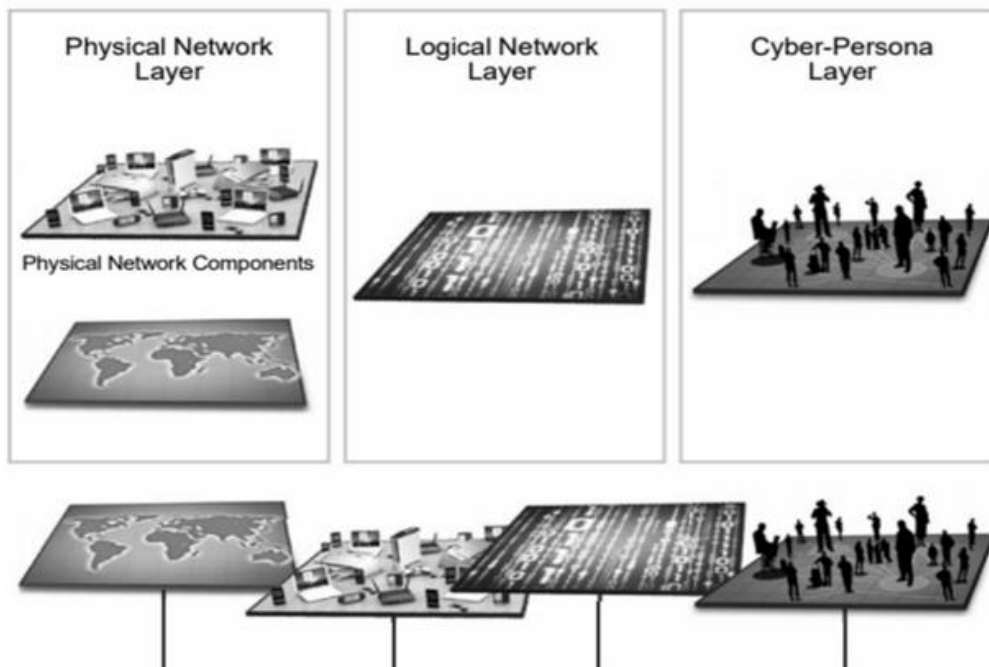 Physical Network
Layer
Logical Network
Layer
Cyber-Persona
Layer
Physical Network Components